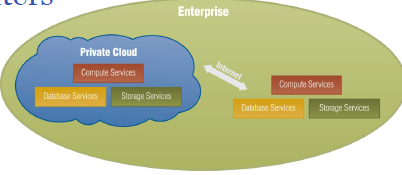 Enterprise
Private Cloud
Compute Services
Database Services
Storage Services
Internet
Compute Services
Database Services
Storage Services